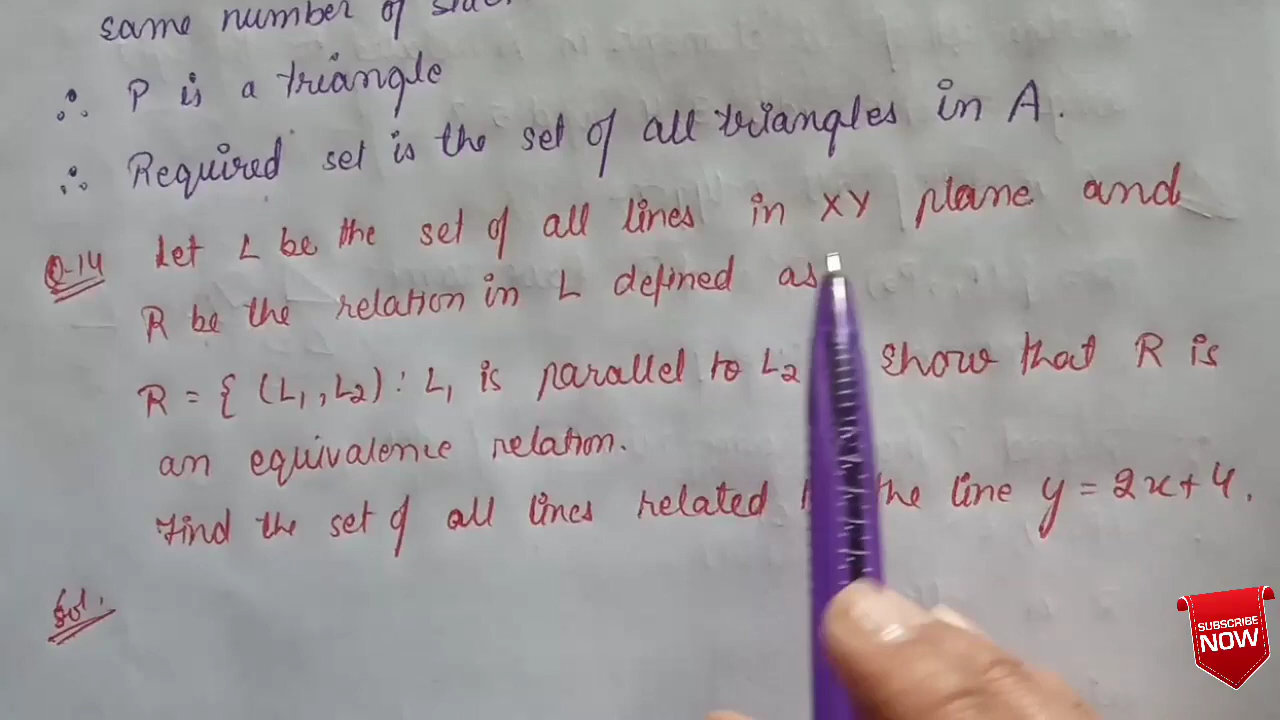 same number of
∴ P is a triangle
∴ Required set is the set of all triangles in A.
Q-14 Let L be the set of all lines in XY plane and
R be the relation in L defined as
R = { (L₁, L₂) : L₁ is parallel to L₂ show that R is
an equivalence relation.
Find the set of all lines related the line y = 2x + 4.
Sol.
SUBSCRIBE
NOW